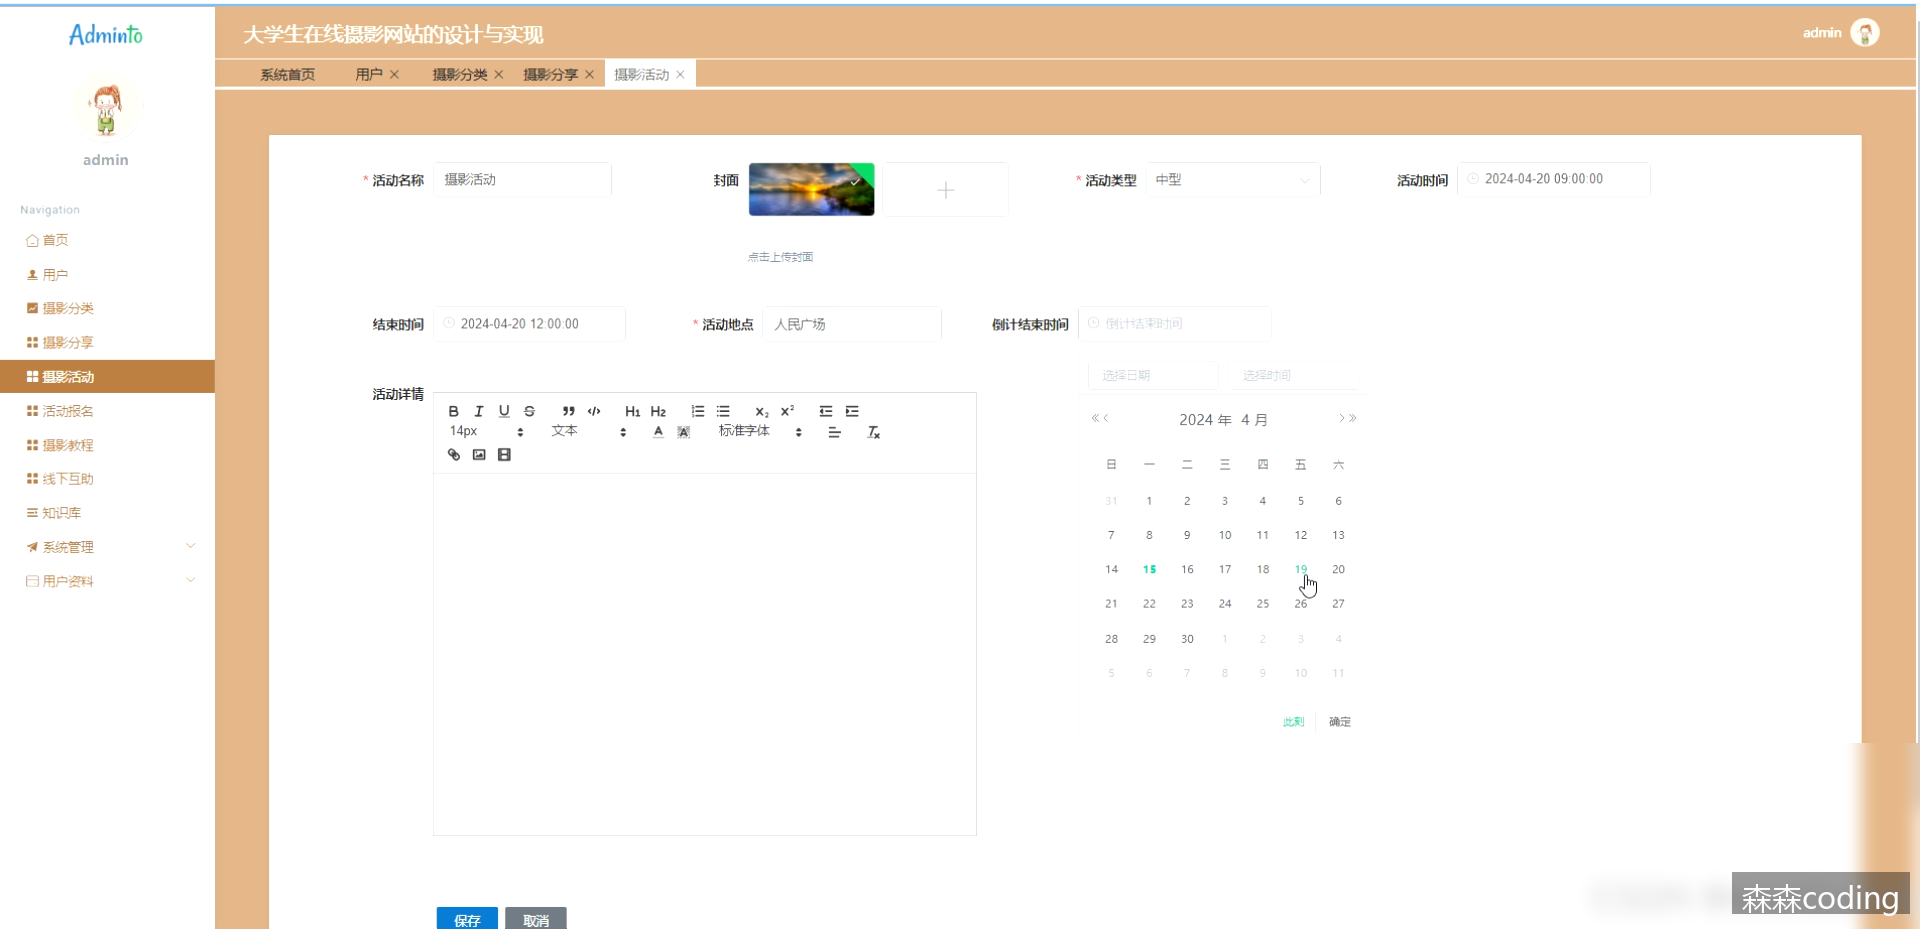 Adminto
大学生在线摄影网站的设计与实现
admin
系统首页 用户 摄影分类 摄影分享 摄影活动
admin
Navigation
首页
用户
摄影分类
摄影分享
摄影活动
活动报名
摄影教程
线下互助
知识库
系统管理
用户资料
* 活动名称 摄影活动 封面 * 活动类型 中型 活动时间 2024-04-20 09:00:00
点击上传封面
结束时间 2024-04-20 12:00:00 * 活动地点 人民广场 倒计结束时间 倒计结束时间
选择日期 选择时间
活动详情
B I U S H1 H2 X2 X2
14px 文本 A A 标准字体 Tx
2024 年 4 月
日 一 二 三 四 五 六
31 1 2 3 4 5 6
7 8 9 10 11 12 13
14 15 16 17 18 19 20
21 22 23 24 25 26 27
28 29 30 1 2 3 4
5 6 7 8 9 10 11
此刻 确定
保存 取消
森森coding